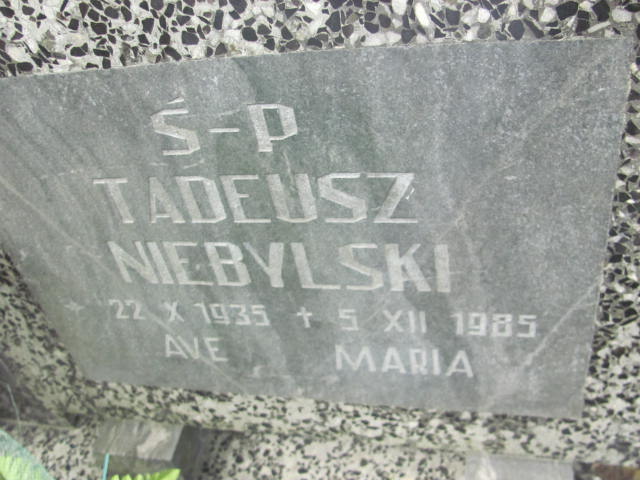 Ś-P
TADEUSZ
NIEBYLSKI
* 22 X 1935 + 5 XII 1985
AVE MARIA